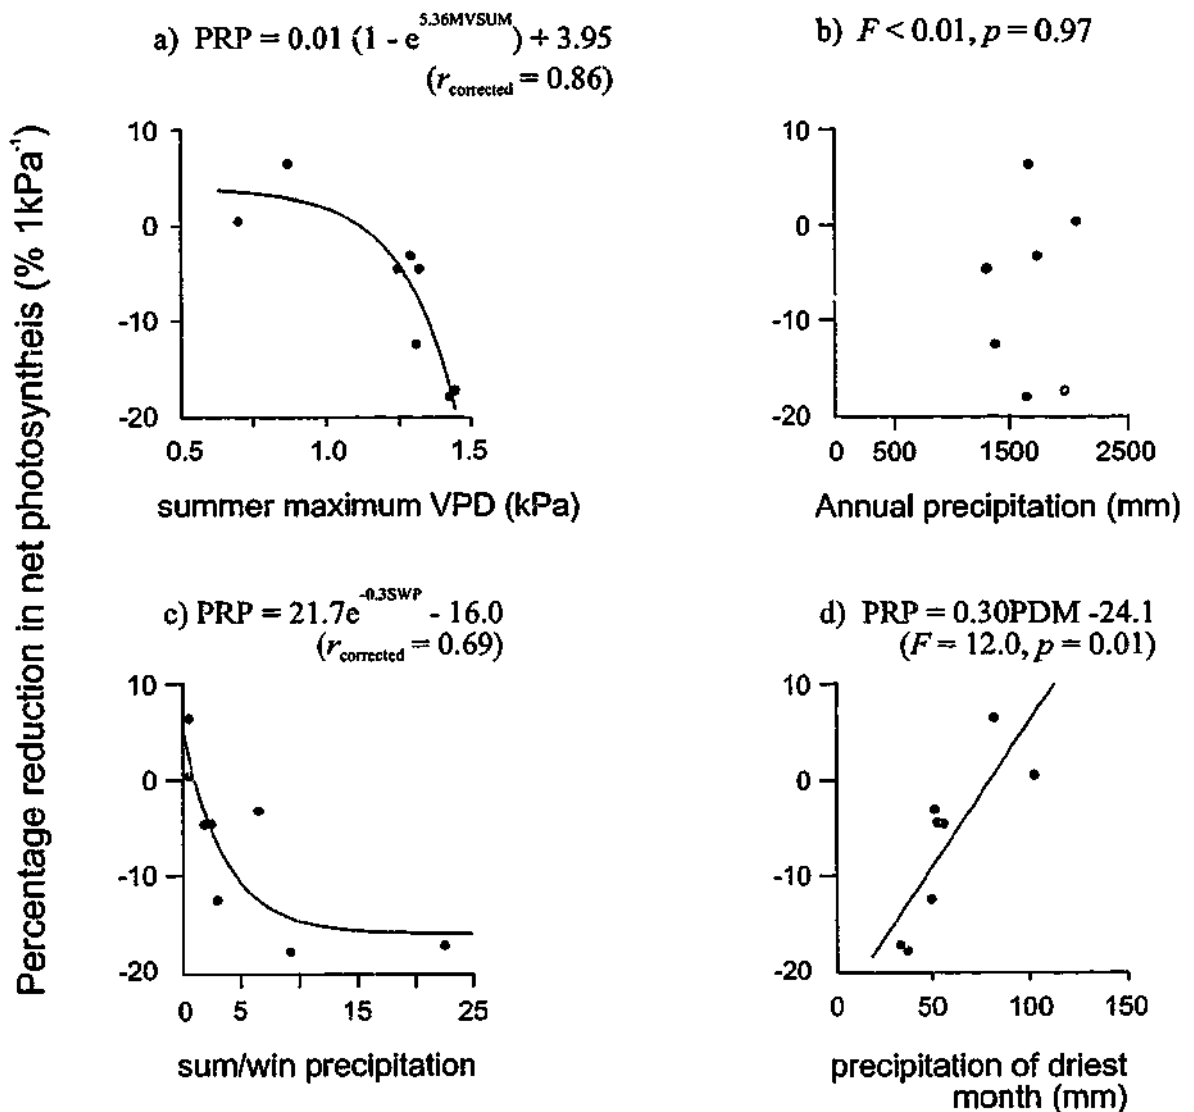 Percentage reduction in net photosyntheis (% 1kPa⁻¹)
a) PRP = 0.01 (1 - e^5.36MVSUM) + 3.95
(r_corrected = 0.86)
10
0
-10
-20
0.5 1.0 1.5
summer maximum VPD (kPa)
b) F < 0.01, p = 0.97
10
0
-10
-20
0 500 1500 2500
Annual precipitation (mm)
c) PRP = 21.7e^-0.3SWP - 16.0
(r_corrected = 0.69)
10
0
-10
-20
0 5 15 25
sum/win precipitation
d) PRP = 0.30PDM -24.1
(F = 12.0, p = 0.01)
10
0
-10
-20
0 50 100 150
precipitation of driest
month (mm)